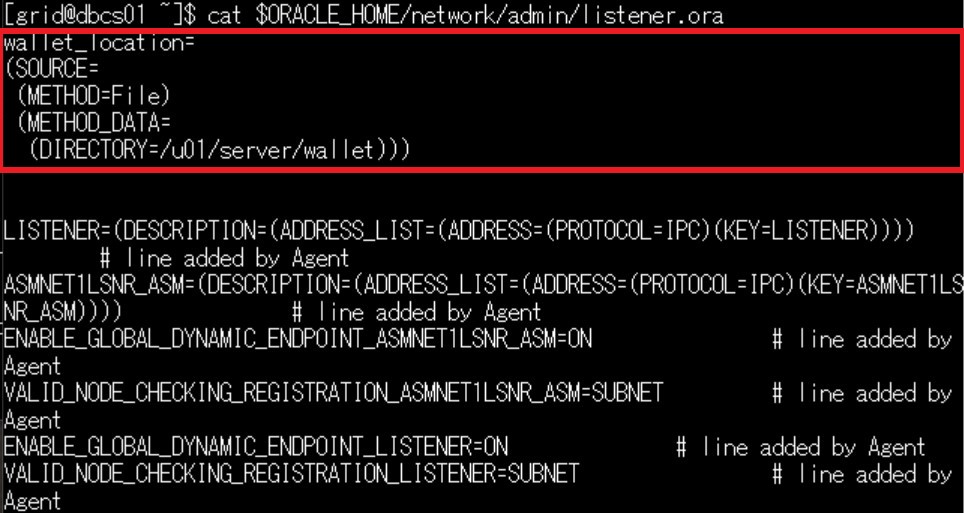 [grid@dbcs01 ~]$ cat $ORACLE_HOME/network/admin/listener.ora
wallet_location=
(SOURCE=
 (METHOD=File)
 (METHOD_DATA=
  (DIRECTORY=/u01/server/wallet)))
LISTENER=(DESCRIPTION=(ADDRESS_LIST=(ADDRESS=(PROTOCOL=IPC)(KEY=LISTENER))))
        # line added by Agent
ASMNET1LSNR_ASM=(DESCRIPTION=(ADDRESS_LIST=(ADDRESS=(PROTOCOL=IPC)(KEY=ASMNET1LS
NR_ASM))))              # line added by Agent
ENABLE_GLOBAL_DYNAMIC_ENDPOINT_ASMNET1LSNR_ASM=ON               # line added by
Agent
VALID_NODE_CHECKING_REGISTRATION_ASMNET1LSNR_ASM=SUBNET         # line added by
Agent
ENABLE_GLOBAL_DYNAMIC_ENDPOINT_LISTENER=ON              # line added by Agent
VALID_NODE_CHECKING_REGISTRATION_LISTENER=SUBNET                # line added by
Agent